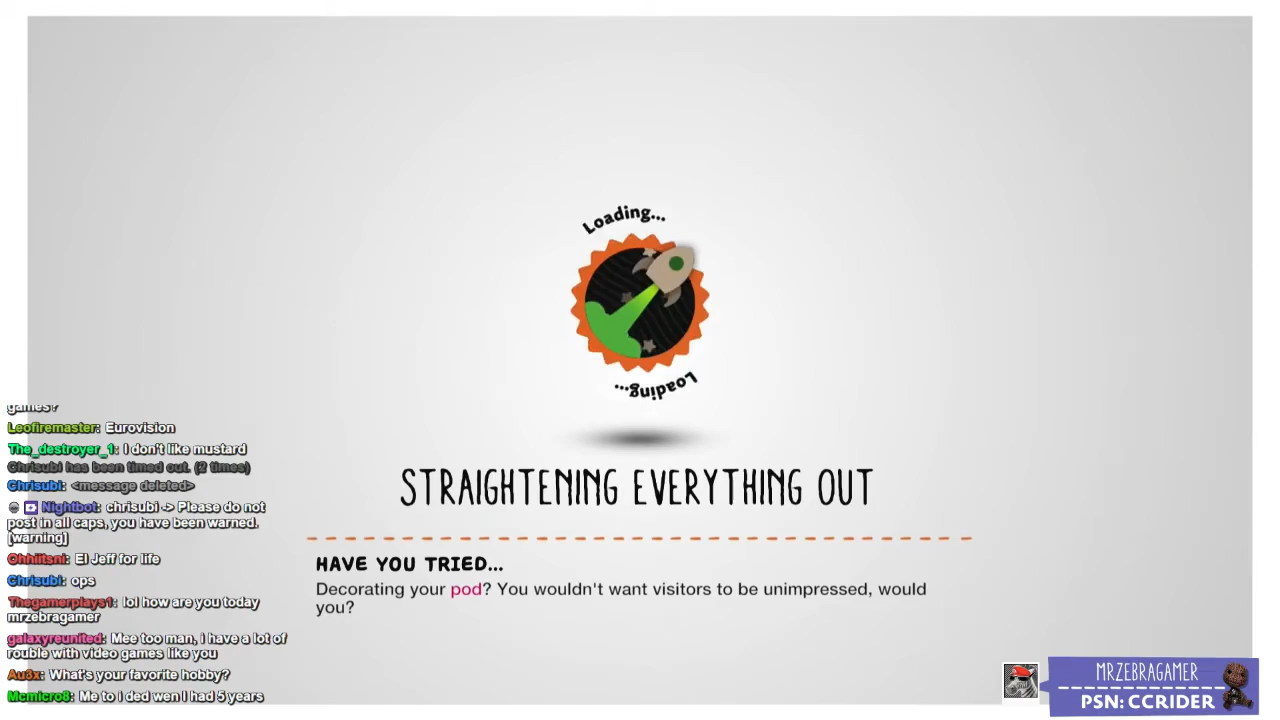 Loading...
Loading...
STRAIGHTENING EVERYTHING OUT
HAVE YOU TRIED...
Decorating your pod? You wouldn't want visitors to be unimpressed, would
you?
games?
Leofiremaster: Eurovision
The_destroyer_1: I don't like mustard
Chrisubi has been timed out. (2 times)
Chrisubi: <message deleted>
Nightbot: chrisubi -> Please do not
post in all caps, you have been warned.
[warning]
Ohhiitsni: El Jeff for life
Chrisubi: ops
Thegamerplays1: lol how are you today
mrzebragamer
galaxyreunited: Mee too man, i have a lot of
rouble with video games like you
Au3x: What's your favorite hobby?
Mcmicro8: Me to i ded wen I had 5 years
MRZEBRAGAMER
PSN: CCRIDER